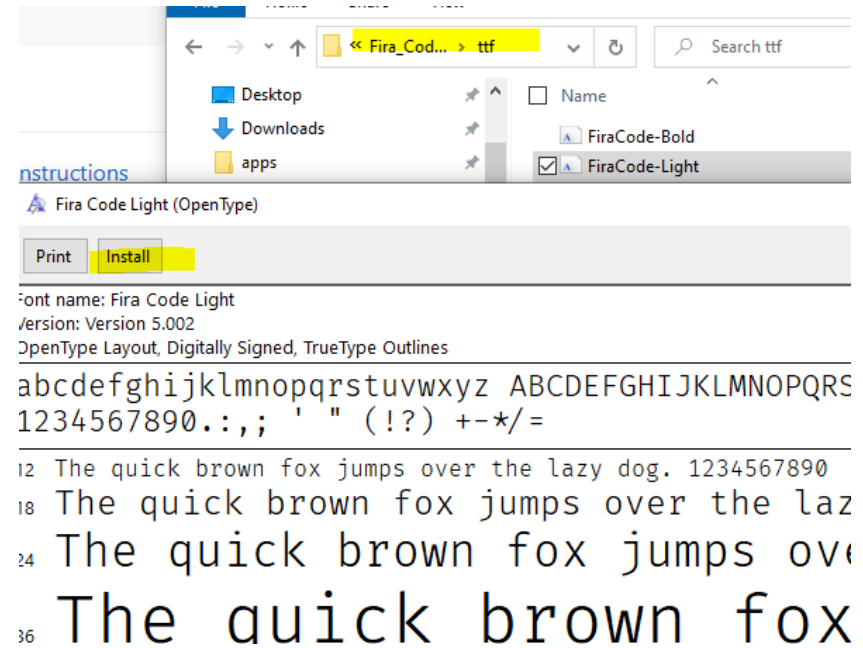 « Fira_Cod... › ttf
Search ttf
Desktop
Name
Downloads
FiraCode-Bold
apps
FiraCode-Light
nstructions
Fira Code Light (OpenType)
Print
Install
Font name: Fira Code Light
Version: Version 5.002
OpenType Layout, Digitally Signed, TrueType Outlines
abcdefghijklmnopqrstuvwxyz ABCDEFGHIJKLMNOPQRS
1234567890.:,; ' " (!?) +-*/=
12 The quick brown fox jumps over the lazy dog. 1234567890
18 The quick brown fox jumps over the laz
24 The quick brown fox jumps ove
36 The quick brown fox